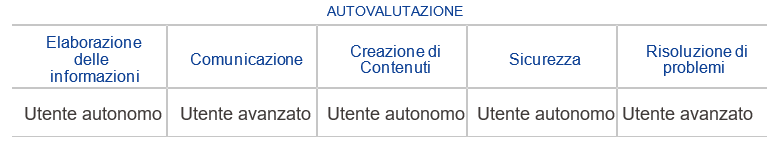 AUTOVALUTAZIONE
Elaborazione
delle
informazioni
Comunicazione
Creazione di
Contenuti
Sicurezza
Risoluzione di
problemi
Utente autonomo
Utente avanzato
Utente autonomo
Utente autonomo
Utente avanzato